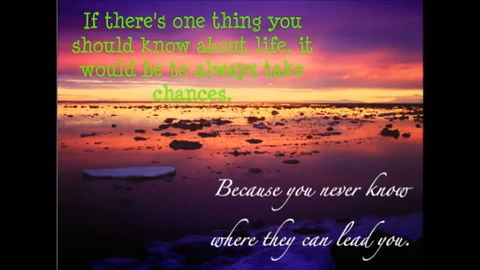 If there's one thing you
should know about life, it
would be to always take
chances.
Because you never know
where they can lead you.